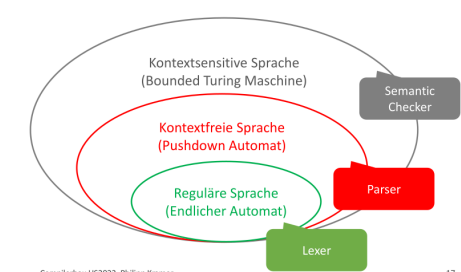 Kontextsensitive Sprache
(Bounded Turing Maschine)
Semantic
Checker
Kontextfreie Sprache
(Pushdown Automat)
Parser
Reguläre Sprache
(Endlicher Automat)
Lexer